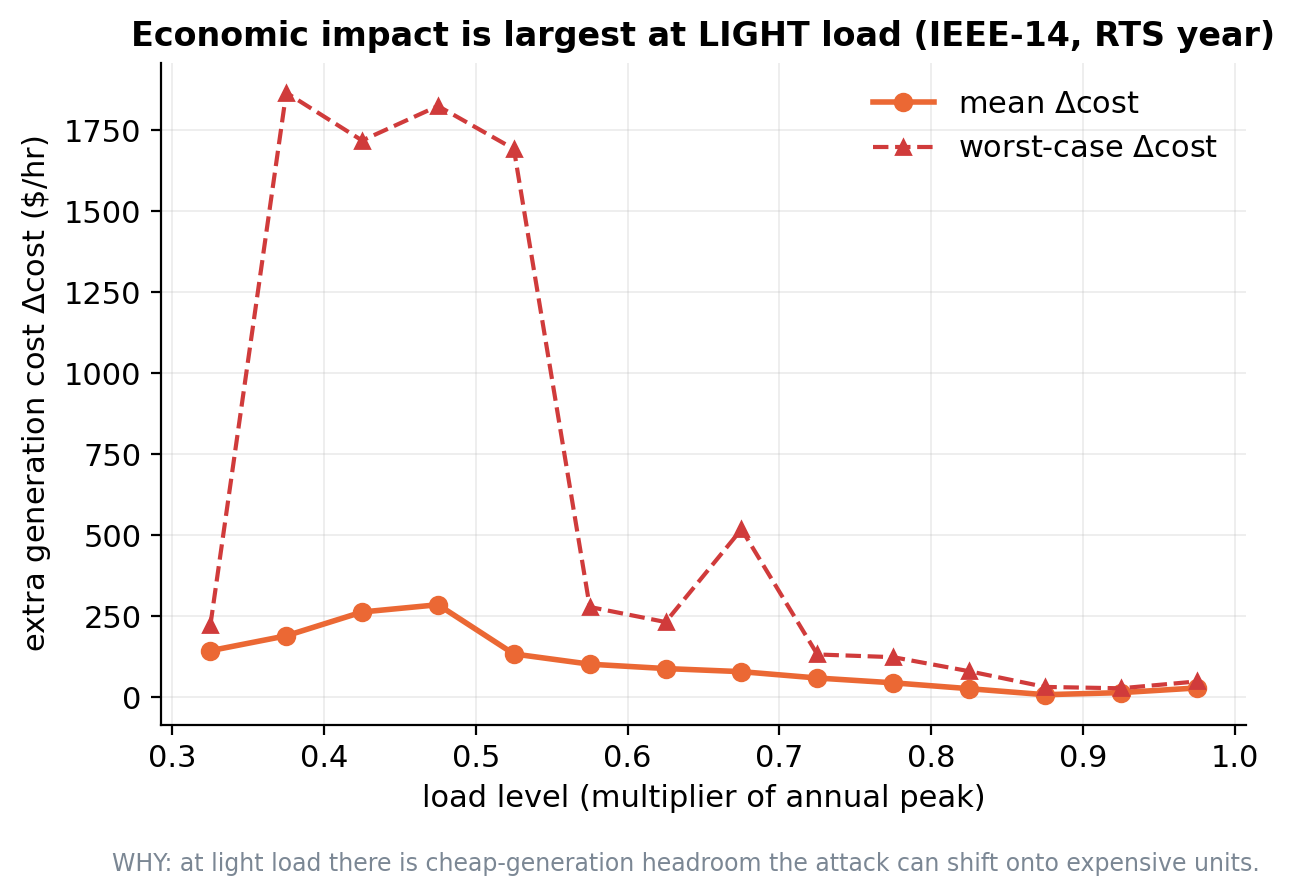 Economic impact is largest at LIGHT load (IEEE-14, RTS year)
mean Δcost
worst-case Δcost
extra generation cost Δcost ($/hr)
1750
1500
1250
1000
750
500
250
0
0.3 0.4 0.5 0.6 0.7 0.8 0.9 1.0
load level (multiplier of annual peak)
WHY: at light load there is cheap-generation headroom the attack can shift onto expensive units.